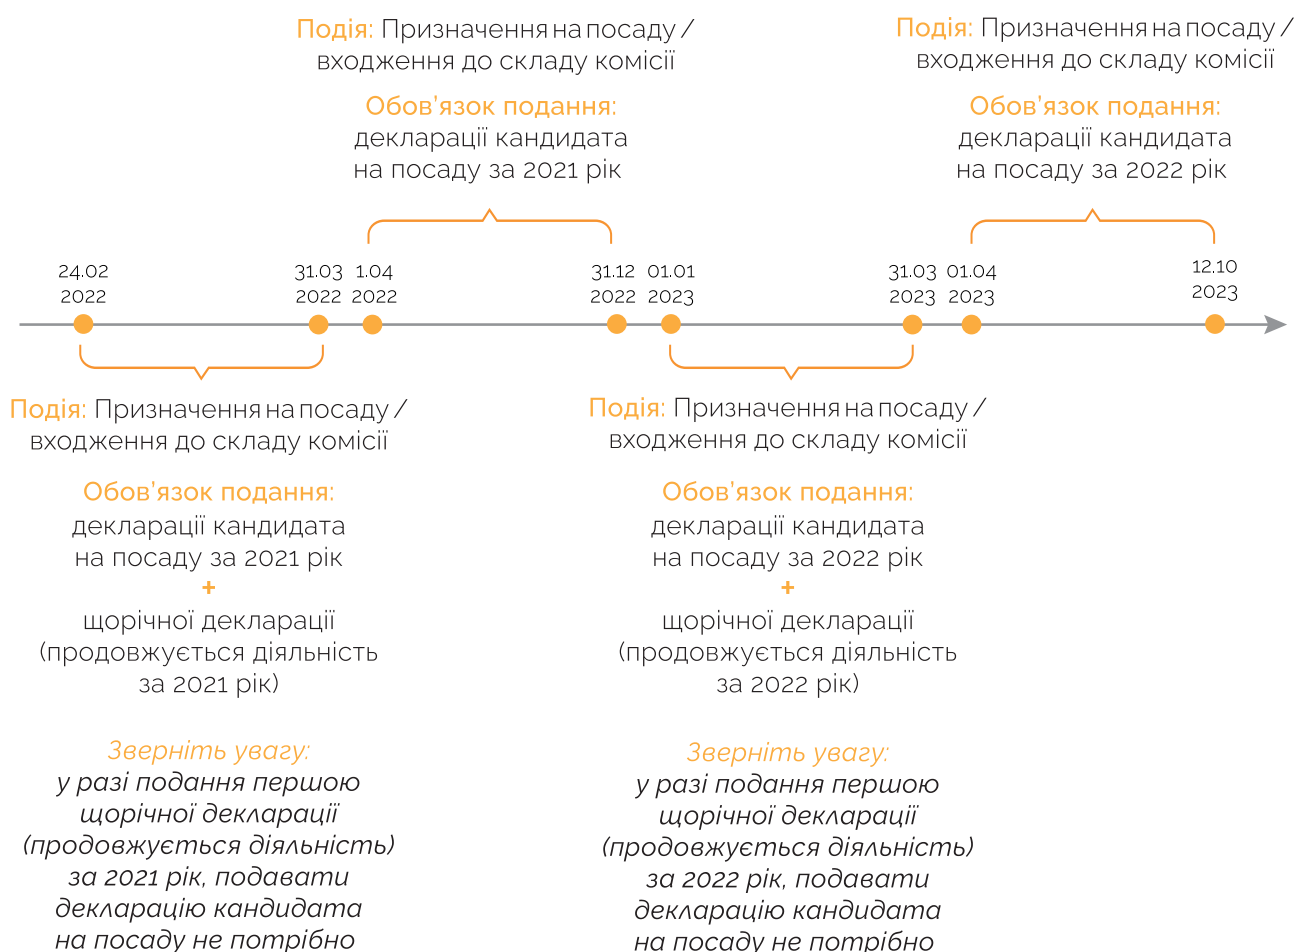 Подія: Призначення на посаду /
входження до складу комісії
Обов'язок подання:
декларації кандидата
на посаду за 2021 рік
Подія: Призначення на посаду /
входження до складу комісії
Обов'язок подання:
декларації кандидата
на посаду за 2022 рік
24.02
2022
31.03
2022
1.04
2022
31.12
2022
01.01
2023
31.03
2023
01.04
2023
12.10
2023
Подія: Призначення на посаду /
входження до складу комісії
Обов'язок подання:
декларації кандидата
на посаду за 2021 рік
+
щорічної декларації
(продовжується діяльність
за 2021 рік)
Зверніть увагу:
у разі подання першою
щорічної декларації
(продовжується діяльність)
за 2021 рік, подавати
декларацію кандидата
на посаду не потрібно
Подія: Призначення на посаду /
входження до складу комісії
Обов'язок подання:
декларації кандидата
на посаду за 2022 рік
+
щорічної декларації
(продовжується діяльність
за 2022 рік)
Зверніть увагу:
у разі подання першою
щорічної декларації
(продовжується діяльність)
за 2022 рік, подавати
декларацію кандидата
на посаду не потрібно